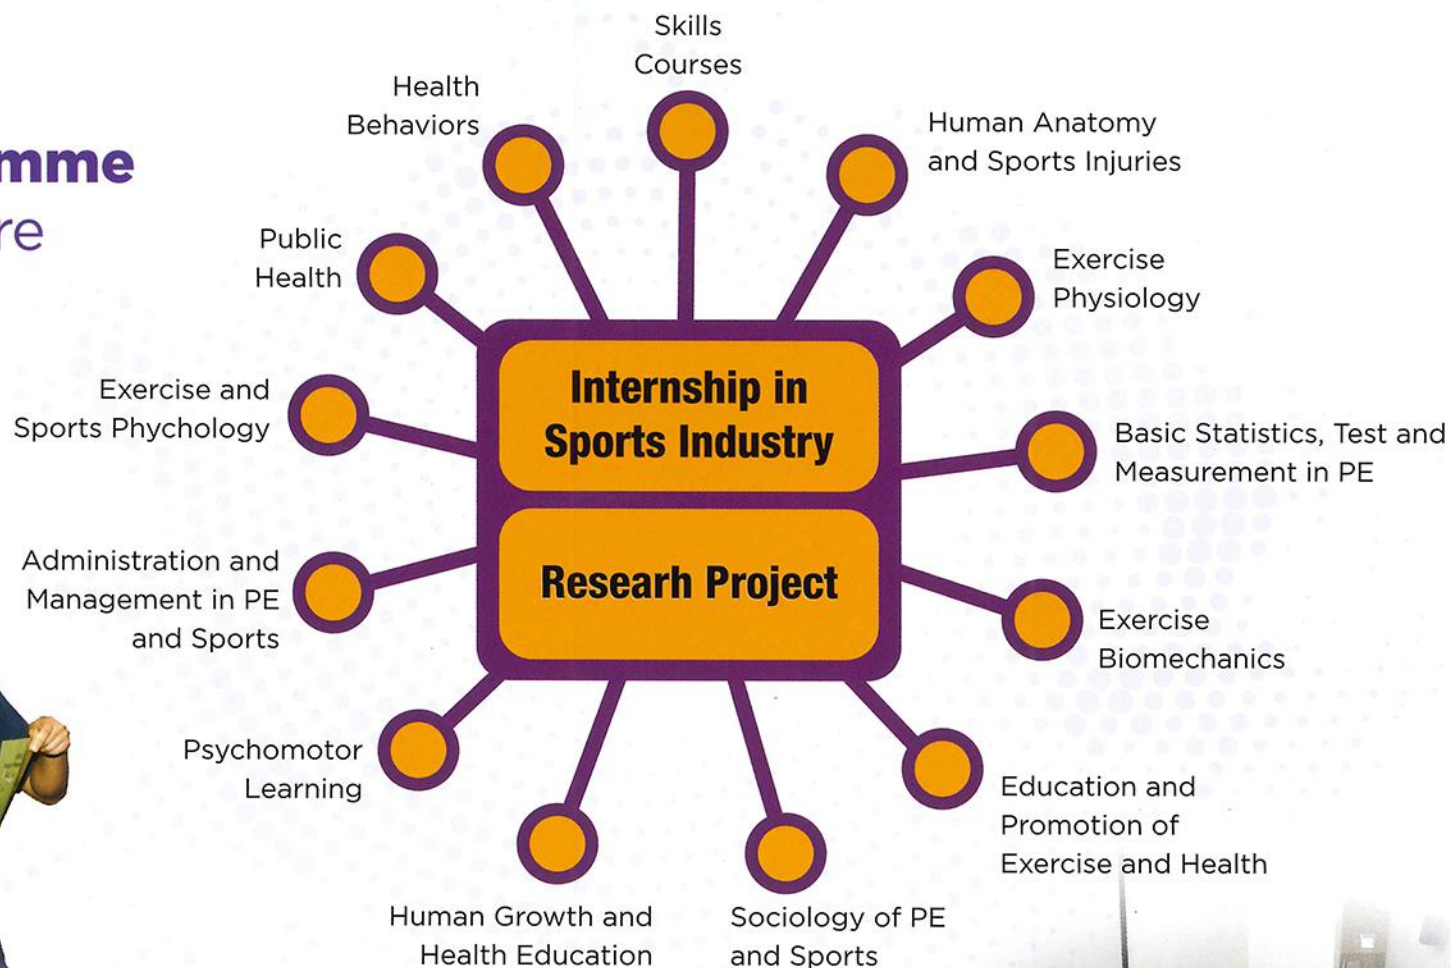 mme
re
Skills
Courses
Health
Behaviors
Human Anatomy
and Sports Injuries
Public
Health
Exercise
Physiology
Exercise and
Sports Phychology
Internship in
Sports Industry
Basic Statistics, Test and
Measurement in PE
Administration and
Management in PE
and Sports
Researh Project
Exercise
Biomechanics
Psychomotor
Learning
Education and
Promotion of
Exercise and Health
Human Growth and
Health Education
Sociology of PE
and Sports